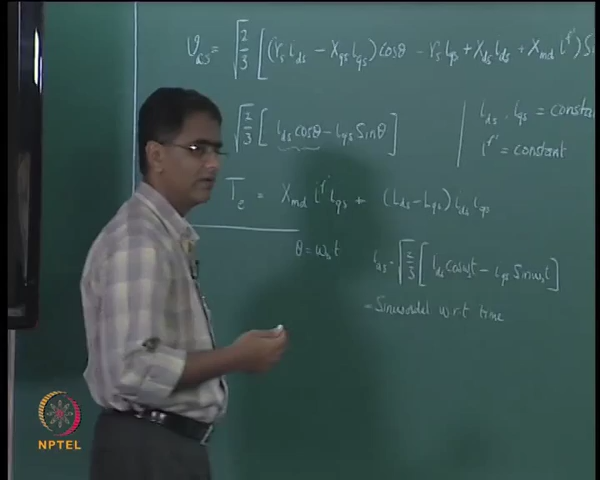 v_as = √(2/3) [(r_s i_ds − X_qs i_qs) cosθ − r_s i_qs + X_ds i_ds + X_md i^f') S
√(2/3) [ i_ds cosθ − i_qs Sinθ ]
i_ds, i_qs = consta
i^f' = constant
T_e = X_md i^f' i_qs + (L_ds − L_qs) i_ds i_qs
θ = ω_s t
i_as = √(2/3) [ i_ds cosω_s t − i_qs Sinω_s t ]
= Sinusoidal w.r.t time
NPTEL